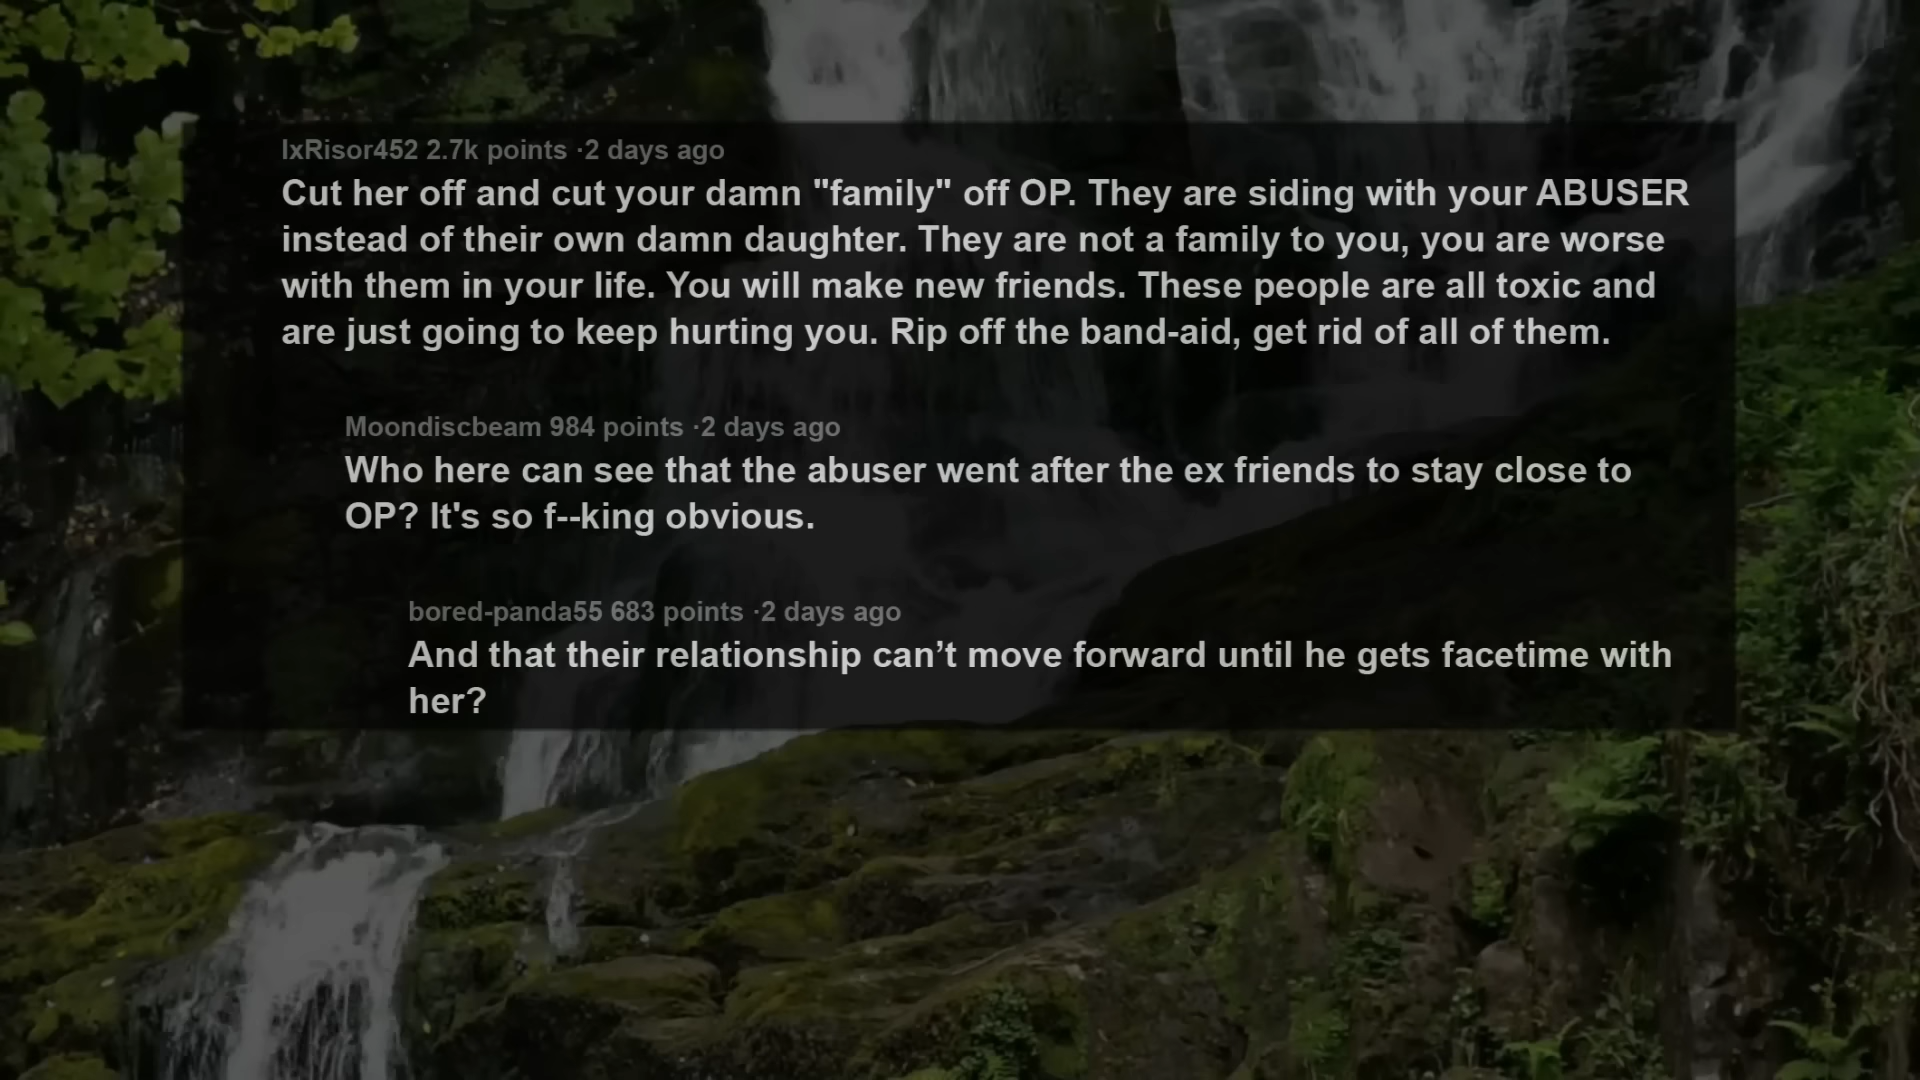 IxRisor452 2.7k points ·2 days ago
Cut her off and cut your damn "family" off OP. They are siding with your ABUSER
instead of their own damn daughter. They are not a family to you, you are worse
with them in your life. You will make new friends. These people are all toxic and
are just going to keep hurting you. Rip off the band-aid, get rid of all of them.
Moondiscbeam 984 points ·2 days ago
Who here can see that the abuser went after the ex friends to stay close to
OP? It's so f--king obvious.
bored-panda55 683 points ·2 days ago
And that their relationship can’t move forward until he gets facetime with
her?